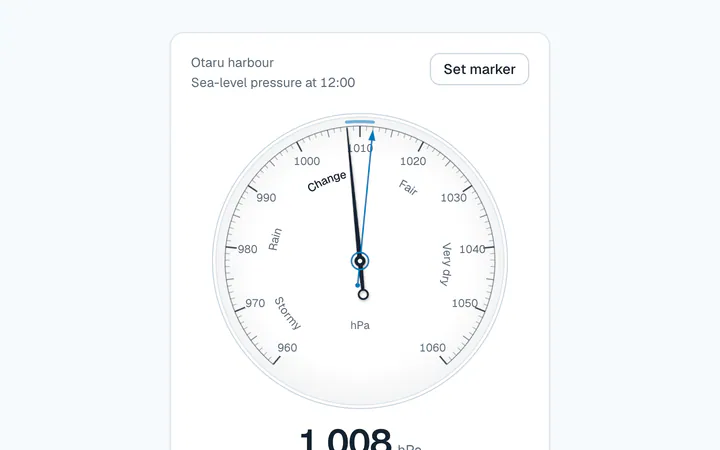 Otaru harbour
Sea-level pressure at 12:00
Set marker
1010
1000
1020
Change
Fair
990
1030
Rain
980
Very dry
1040
970
Stormy
1050
hPa
960
1060
1,008 hPa